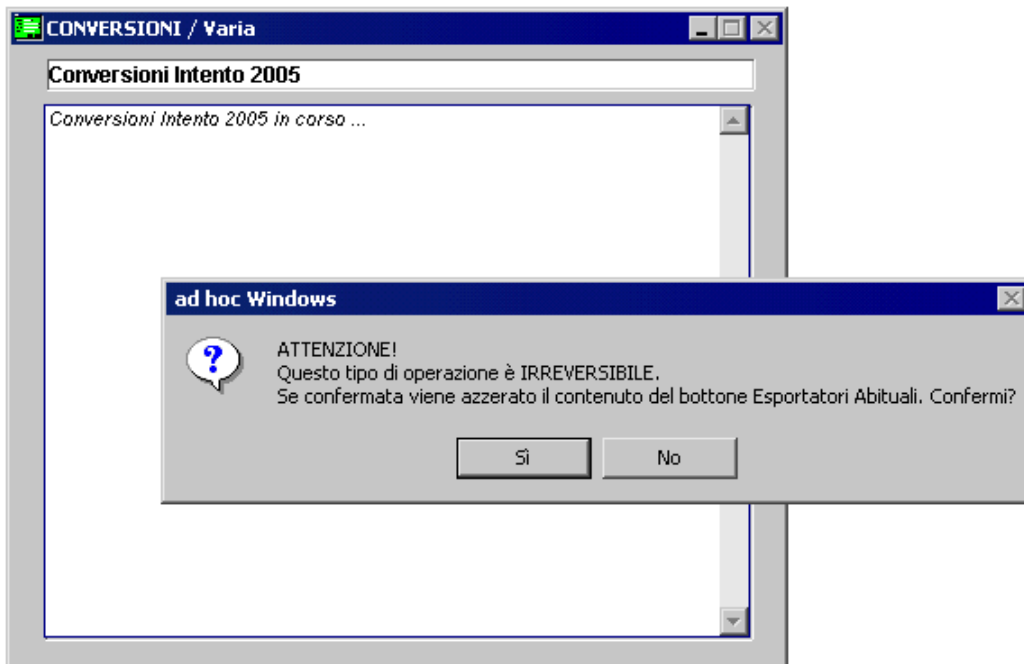 CONVERSIONI / Varia
Conversioni Intento 2005
Conversioni Intento 2005 in corso ...
ad hoc Windows
ATTENZIONE!
Questo tipo di operazione è IRREVERSIBILE.
Se confermata viene azzerato il contenuto del bottone Esportatori Abituali. Confermi?
Sì No